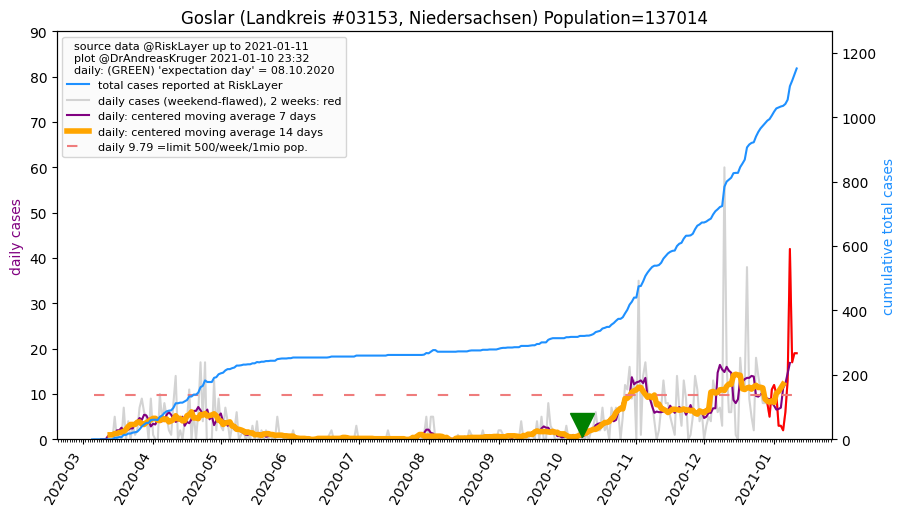 Goslar (Landkreis #03153, Niedersachsen) Population=137014
source data @RiskLayer up to 2021-01-11
plot @DrAndreasKruger 2021-01-10 23:32
daily: (GREEN) 'expectation day' = 08.10.2020
total cases reported at RiskLayer
daily cases (weekend-flawed), 2 weeks: red
daily: centered moving average 7 days
daily: centered moving average 14 days
daily 9.79 =limit 500/week/1mio pop.
daily cases
90
80
70
60
50
40
30
20
10
0
cumulative total cases
1200
1000
800
600
400
200
0
2020-03
2020-04
2020-05
2020-06
2020-07
2020-08
2020-09
2020-10
2020-11
2020-12
2021-01